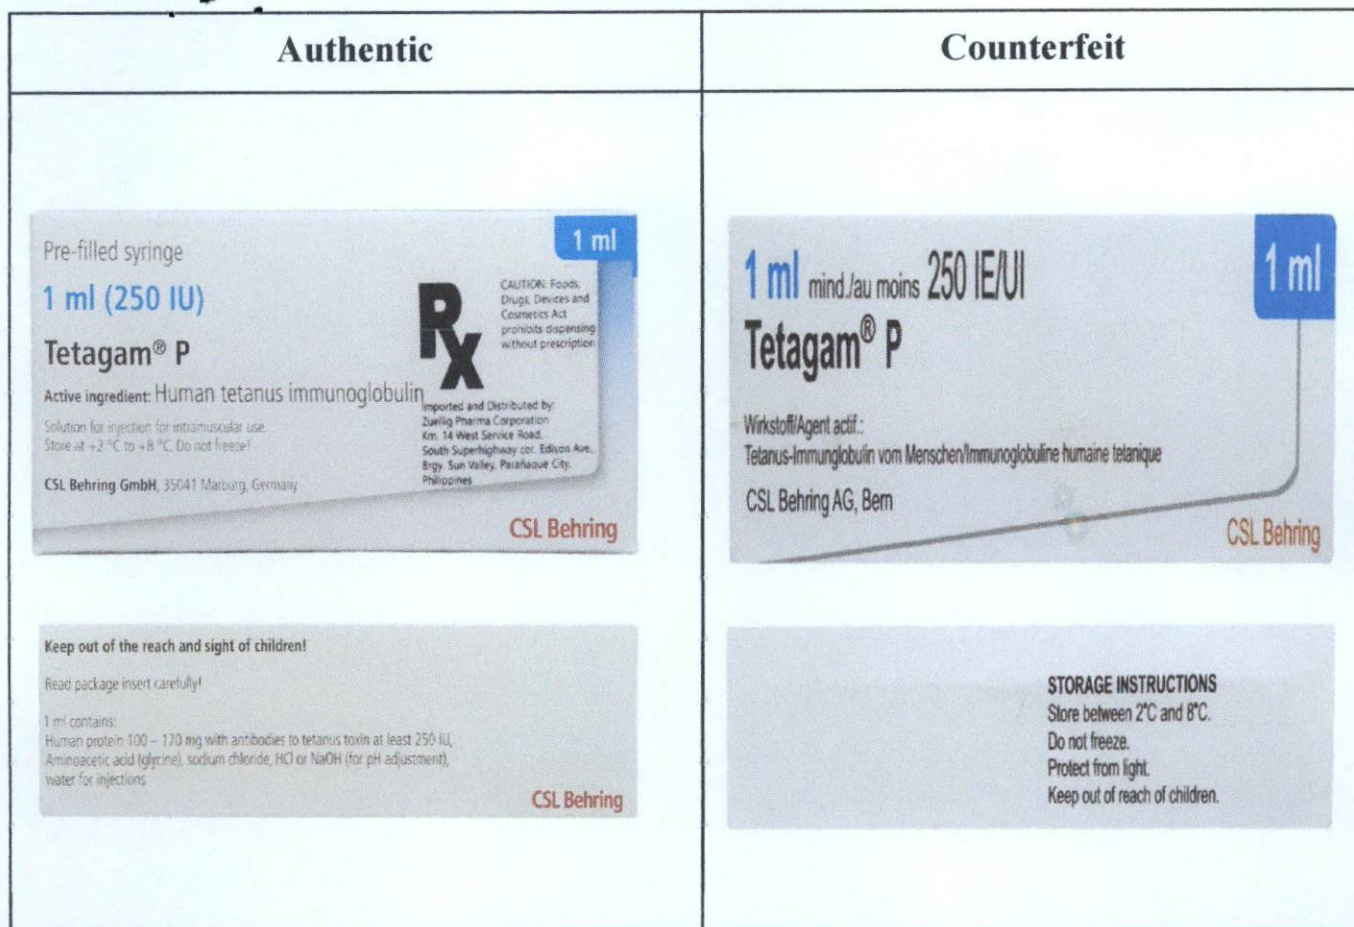 Authentic
Counterfeit
Pre-filled syringe
1 ml
1 ml (250 IU)
Tetagam® P
Active ingredient: Human tetanus immunoglobulin
Solution for injection for intramuscular use.
Store at +2 °C to +8 °C. Do not freeze!
CSL Behring GmbH, 35041 Marburg, Germany
Rx
CAUTION: Foods,
Drugs, Devices and
Cosmetics Act
prohibits dispensing
without prescription
Imported and Distributed by:
Zuellig Pharma Corporation
Km. 14 West Service Road,
South Superhighway cor. Edison Ave.,
Brgy. Sun Valley, Parañaque City,
Philippines
CSL Behring
Keep out of the reach and sight of children!
Read package insert carefully!
1 ml contains:
Human protein 100 – 170 mg with antibodies to tetanus toxin at least 250 IU,
Aminoacetic acid (glycine), sodium chloride, HCl or NaOH (for pH adjustment),
water for injections
CSL Behring
1 ml mind./au moins 250 IE/UI
1 ml
Tetagam® P
Wirkstoff/Agent actif.:
Tetanus-Immunglobulin vom Menschen/Immunoglobuline humaine tetanique
CSL Behring AG, Bern
CSL Behring
STORAGE INSTRUCTIONS
Store between 2°C and 8°C.
Do not freeze.
Protect from light.
Keep out of reach of children.